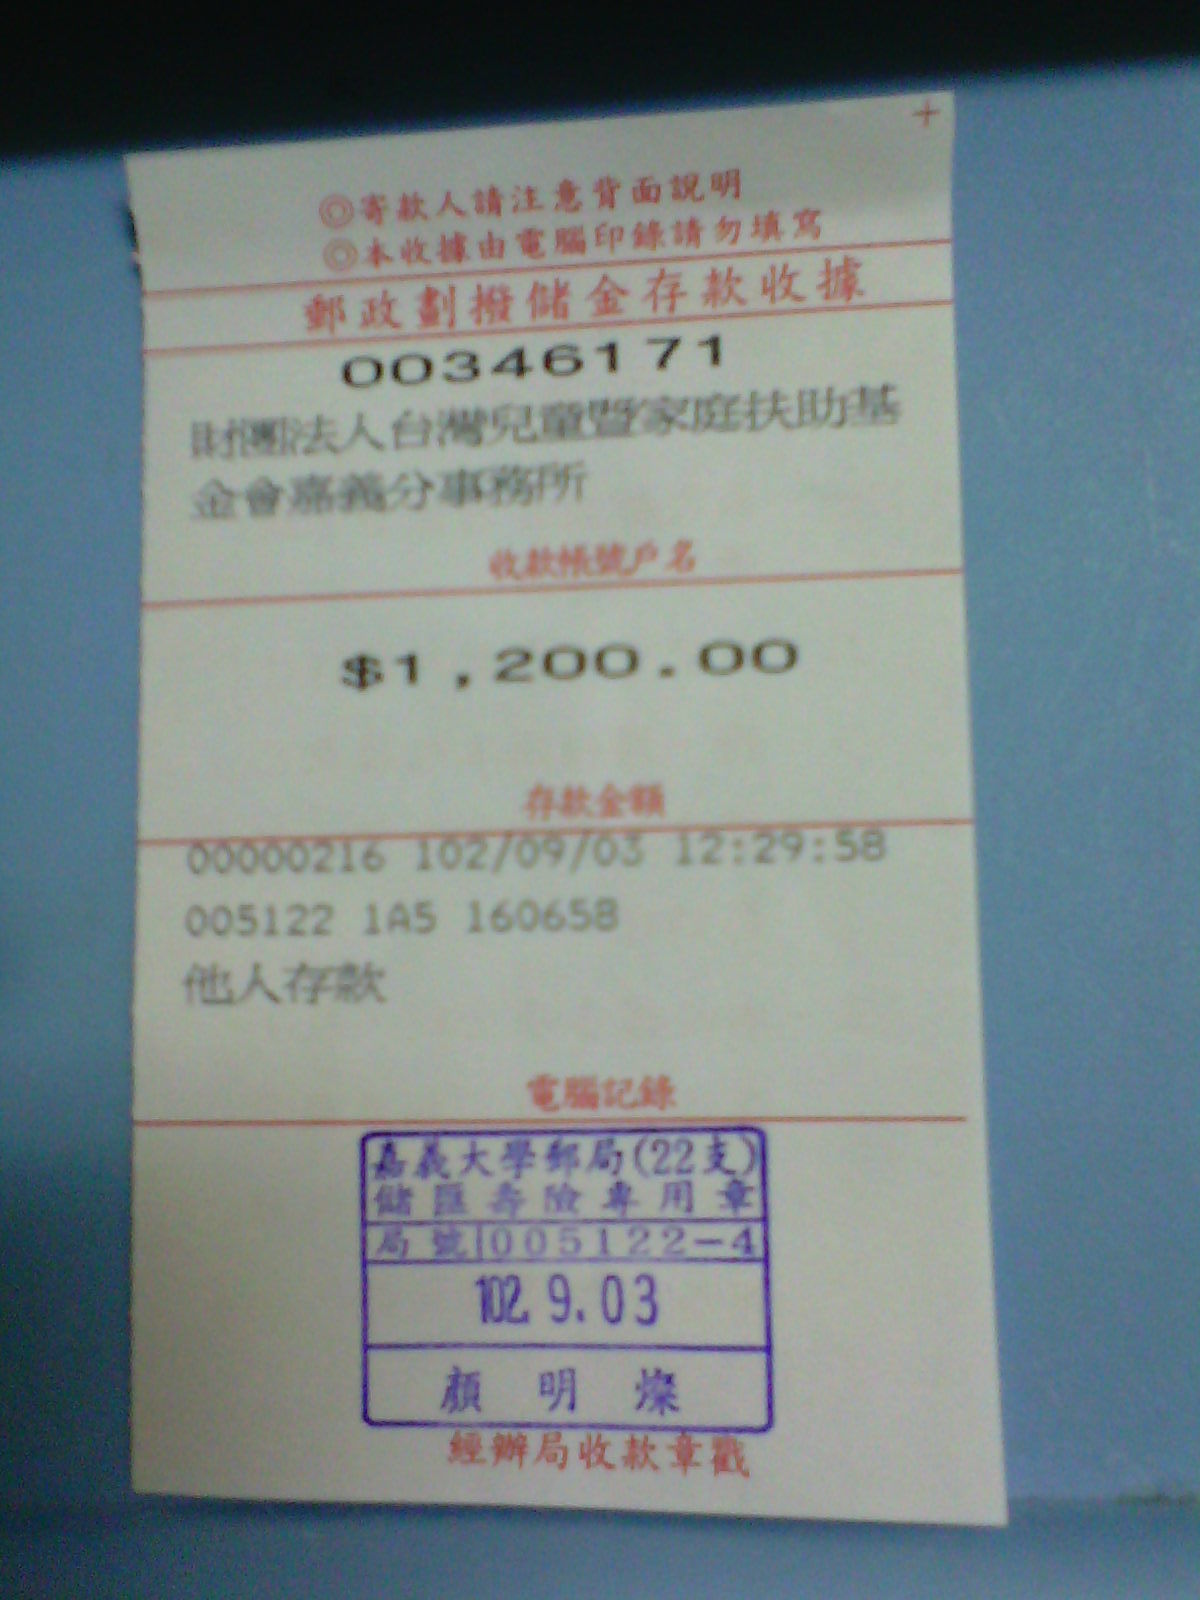 ◎寄款人請注意背面說明
◎本收據由電腦印錄請勿填寫
郵政劃撥儲金存款收據
00346171
財團法人台灣兒童暨家庭扶助基
金會嘉義分事務所
收款帳號戶名
$1,200.00
存款金額
00000216 102/09/03 12:29:58
005122 1A5 160658
他人存款
電腦記錄
嘉義大學郵局(22支)
儲匯壽險專用章
局號 005122-4
102. 9. 03
顏明燦
經辦局收款章戳